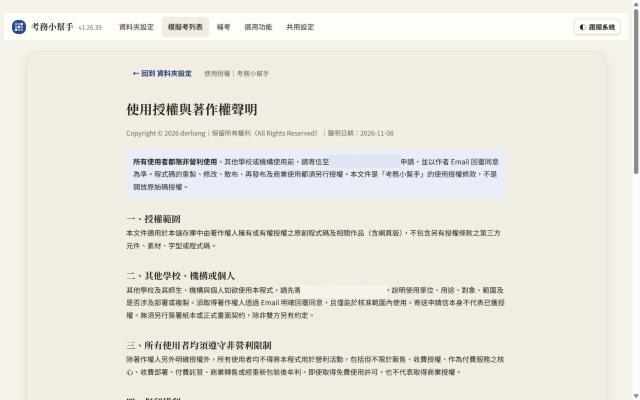 考務小幫手 v1.26.39 資料夾設定 模擬考列表 補考 選用功能 共用設定 跟隨系統
← 回到 資料夾設定 使用授權｜考務小幫手
使用授權與著作權聲明
Copyright © 2026 derliang｜保留所有權利（All Rights Reserved）｜聲明日期：2026-11-08
所有使用者都限非營利使用。其他學校或機構使用前，請寄信至 申請，並以作者 Email 回覆同意
為準。程式碼的重製、修改、散布、再發布及商業使用都須另行授權。本文件是「考務小幫手」的使用授權條款，不是
開放原始碼授權。
一、授權範圍
本文件適用於本儲存庫中由著作權人擁有或有權授權之原創程式碼及相關作品（含網頁版），不包含另有授權條款之第三方
元件、素材、字型或程式碼。
二、其他學校、機構或個人
其他學校及其師生、機構與個人如欲使用本程式，請先寄 ，說明使用單位、用途、對象、範圍及
是否涉及部署或複製。須取得著作權人透過 Email 明確回覆同意，且僅能於核准範圍內使用。寄送申請信本身不代表已獲授
權。無須另行簽署紙本或正式書面契約，除非雙方另有約定。
三、所有使用者均須遵守非營利限制
除著作權人另外明確授權外，所有使用者均不得將本程式用於營利活動，包括但不限於販售、收費授權、作為付費服務之核
心、收費部署、付費託管、商業轉售或經重新包裝後牟利。即使取得免費使用許可，也不代表取得商業授權。